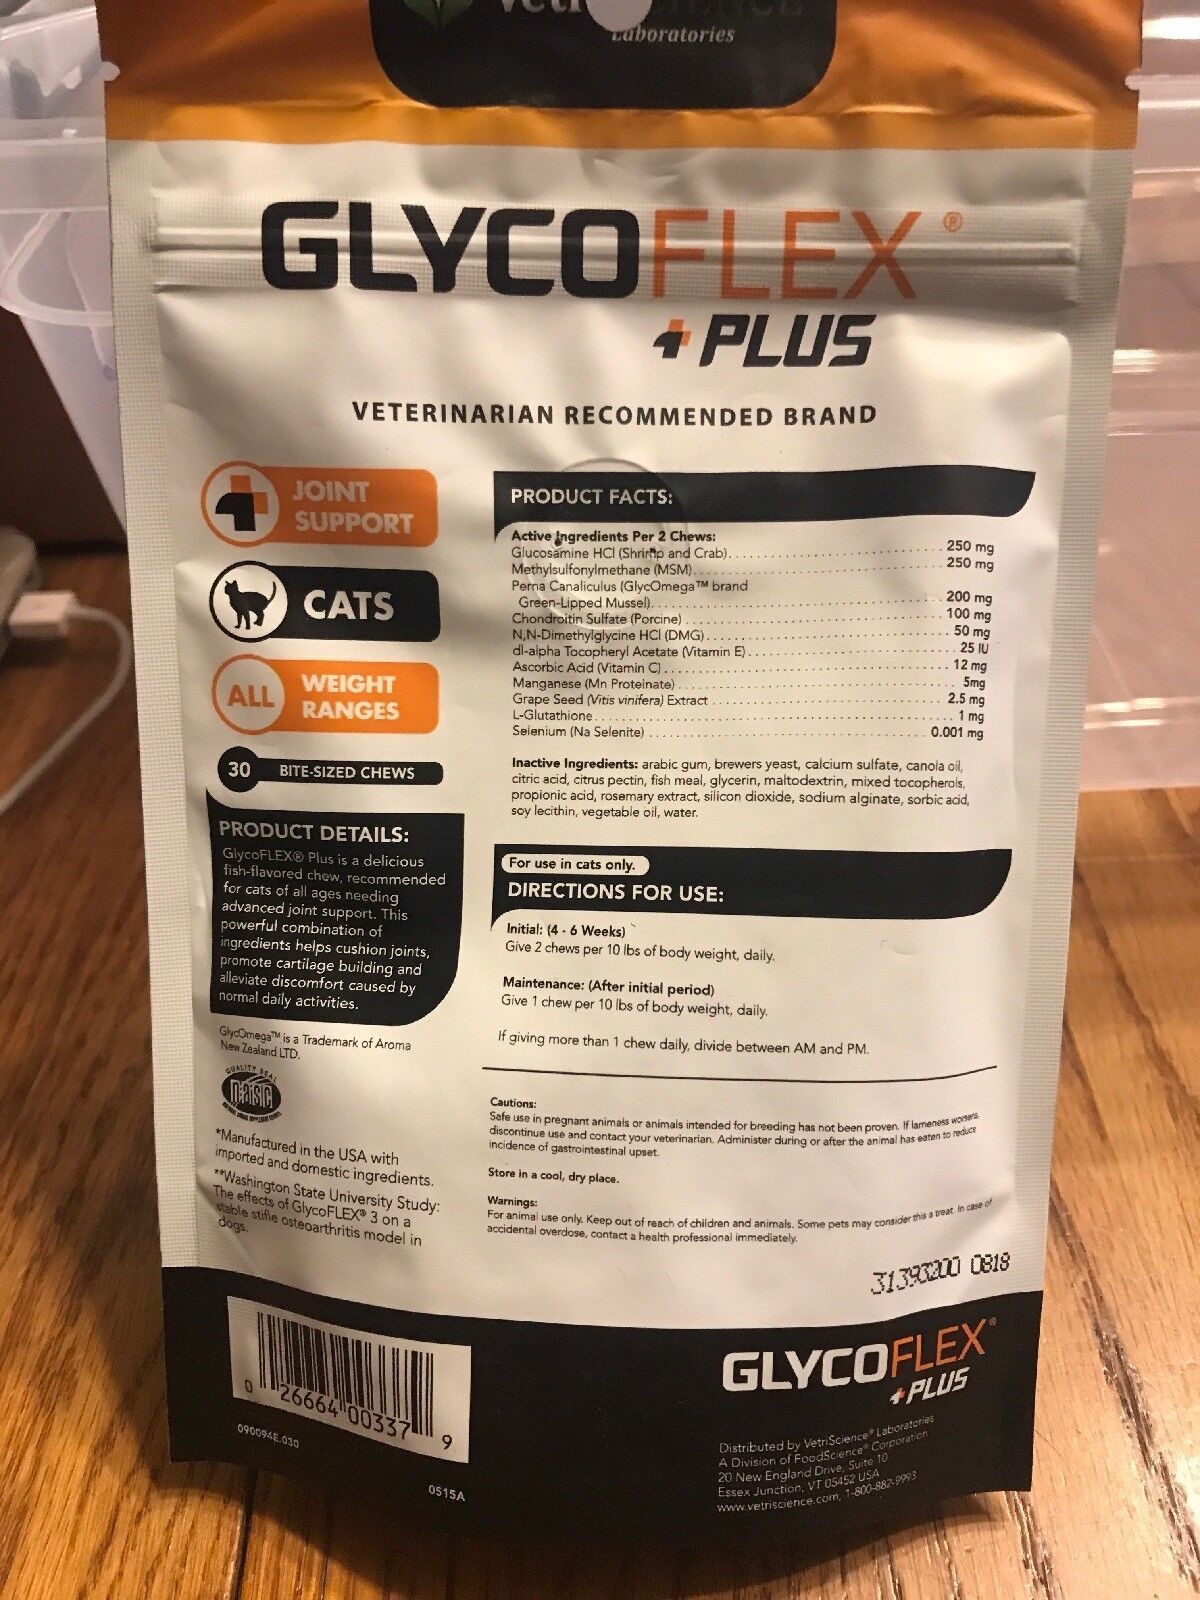 Laboratories
GLYCOFLEX®
+PLUS
VETERINARIAN RECOMMENDED BRAND
JOINT
SUPPORT
CATS
ALL WEIGHT
RANGES
30 BITE-SIZED CHEWS
PRODUCT DETAILS:
GlycoFLEX® Plus is a delicious
fish-flavored chew, recommended
for cats of all ages needing
advanced joint support. This
powerful combination of
ingredients helps cushion joints,
promote cartilage building and
alleviate discomfort caused by
normal daily activities.
GlycOmega™ is a Trademark of Aroma
New Zealand LTD.
QUALITY SEAL
NASC
*Manufactured in the USA with
imported and domestic ingredients.
**Washington State University Study:
The effects of GlycoFLEX® 3 on a
stable stifle osteoarthritis model in
dogs.
PRODUCT FACTS:
Active Ingredients Per 2 Chews:
Glucosamine HCl (Shrimp and Crab) 250 mg
Methylsulfonylmethane (MSM) 250 mg
Perna Canaliculus (GlycOmega™ brand
Green-Lipped Mussel) 200 mg
Chondroitin Sulfate (Porcine) 100 mg
N,N-Dimethylglycine HCl (DMG) 50 mg
dl-alpha Tocopheryl Acetate (Vitamin E) 25 IU
Ascorbic Acid (Vitamin C) 12 mg
Manganese (Mn Proteinate) 5mg
Grape Seed (Vitis vinifera) Extract 2.5 mg
L-Glutathione 1 mg
Selenium (Na Selenite) 0.001 mg
Inactive Ingredients: arabic gum, brewers yeast, calcium sulfate, canola oil,
citric acid, citrus pectin, fish meal, glycerin, maltodextrin, mixed tocopherols,
propionic acid, rosemary extract, silicon dioxide, sodium alginate, sorbic acid,
soy lecithin, vegetable oil, water.
For use in cats only.
DIRECTIONS FOR USE:
Initial: (4 - 6 Weeks)
Give 2 chews per 10 lbs of body weight, daily.
Maintenance: (After initial period)
Give 1 chew per 10 lbs of body weight, daily.
If giving more than 1 chew daily, divide between AM and PM.
Cautions:
Safe use in pregnant animals or animals intended for breeding has not been proven. If lameness worsens,
discontinue use and contact your veterinarian. Administer during or after the animal has eaten to reduce
incidence of gastrointestinal upset.
Store in a cool, dry place.
Warnings:
For animal use only. Keep out of reach of children and animals. Some pets may consider this a treat. In case of
accidental overdose, contact a health professional immediately.
31393200 0818
0 26664 00337 9
090094E.030
0515A
GLYCOFLEX®
+PLUS
Distributed by VetriScience® Laboratories
A Division of FoodScience® Corporation
20 New England Drive, Suite 10
Essex Junction, VT 05452 USA
www.vetriscience.com, 1-800-882-9993